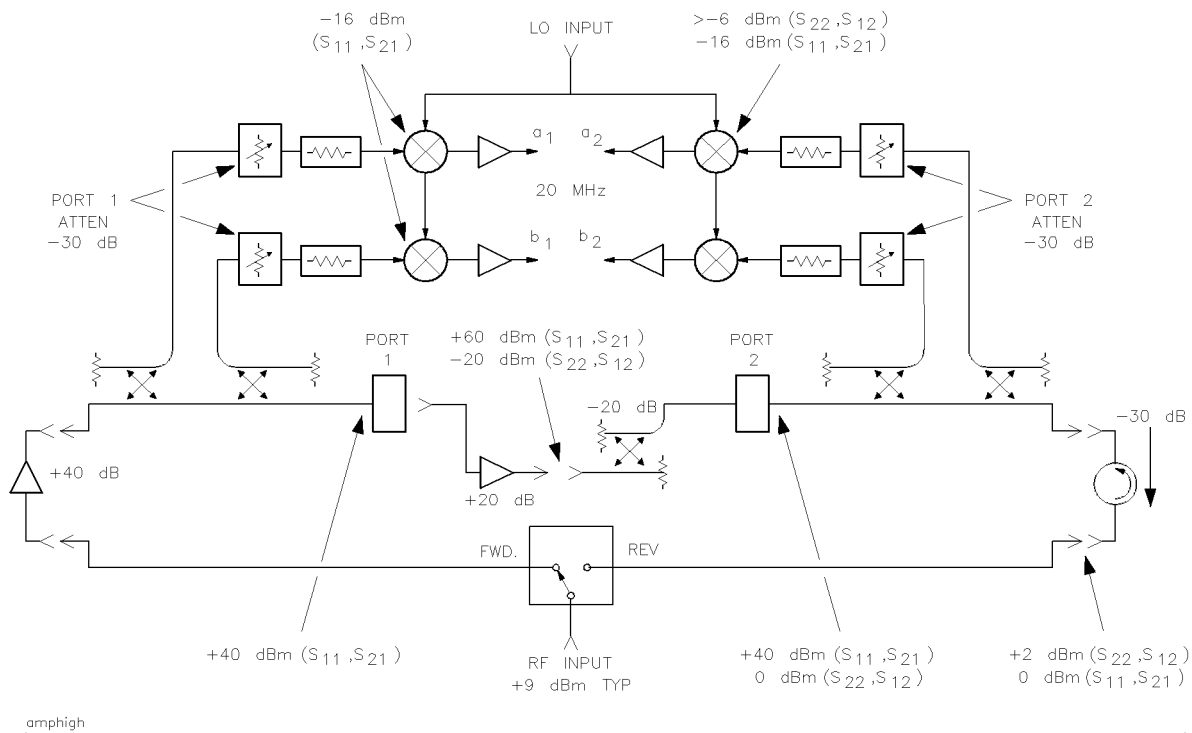 -16 dBm
(S11 ,S21)
LO INPUT
>-6 dBm (S22,S12)
-16 dBm (S11 ,S21)
a1
a2
20 MHz
PORT 1
ATTEN
-30 dB
PORT 2
ATTEN
-30 dB
b1
b2
PORT
1
+60 dBm (S11 ,S21)
-20 dBm (S22 ,S12)
PORT
2
-20 dB
-30 dB
+40 dB
+20 dB
FWD.
REV
+40 dBm (S11 ,S21)
RF INPUT
+9 dBm TYP
+40 dBm (S11 ,S21)
0 dBm (S22,S12)
+2 dBm (S22,S12)
0 dBm (S11 ,S21)
amphigh